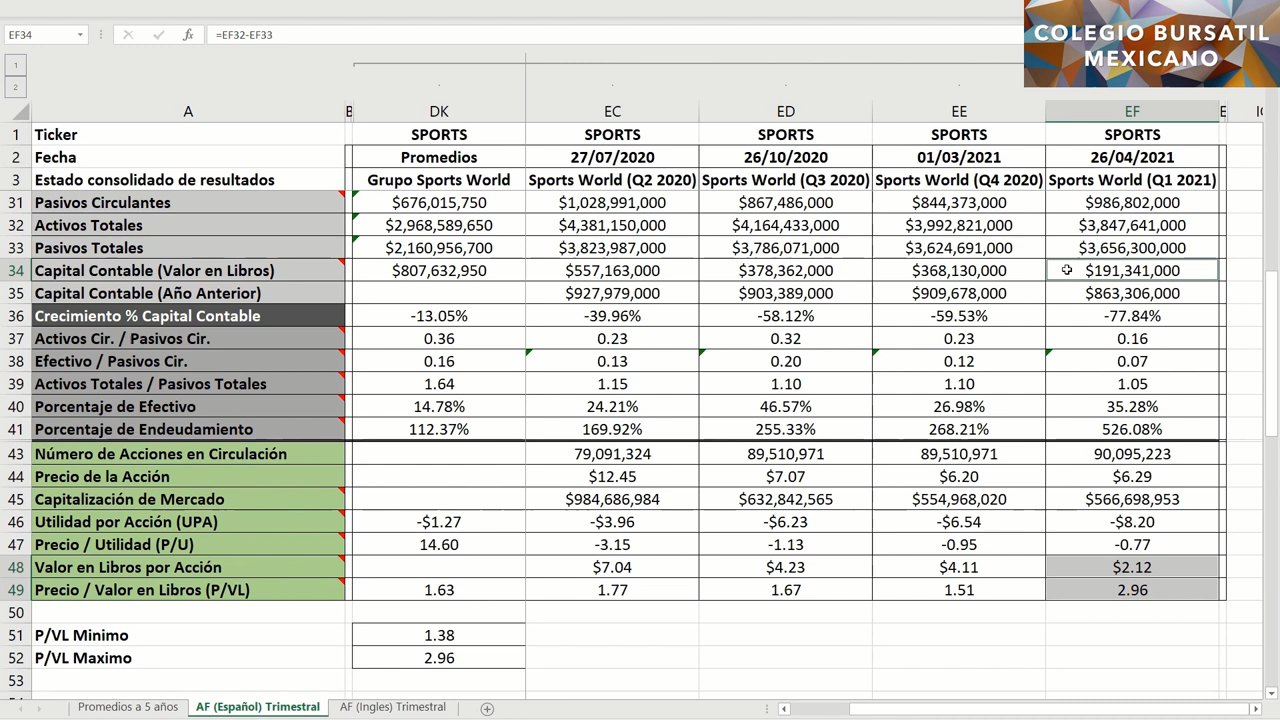 COLEGIO BURSATIL
MEXICANO
EF34 fx =EF32-EF33
1
2
A B DK EC ED EE EF E IC
1 Ticker SPORTS SPORTS SPORTS SPORTS SPORTS
2 Fecha Promedios 27/07/2020 26/10/2020 01/03/2021 26/04/2021
3 Estado consolidado de resultados Grupo Sports World Sports World (Q2 2020) Sports World (Q3 2020) Sports World (Q4 2020) Sports World (Q1 2021)
31 Pasivos Circulantes $676,015,750 $1,028,991,000 $867,486,000 $844,373,000 $986,802,000
32 Activos Totales $2,968,589,650 $4,381,150,000 $4,164,433,000 $3,992,821,000 $3,847,641,000
33 Pasivos Totales $2,160,956,700 $3,823,987,000 $3,786,071,000 $3,624,691,000 $3,656,300,000
34 Capital Contable (Valor en Libros) $807,632,950 $557,163,000 $378,362,000 $368,130,000 $191,341,000
35 Capital Contable (Año Anterior) $927,979,000 $903,389,000 $909,678,000 $863,306,000
36 Crecimiento % Capital Contable -13.05% -39.96% -58.12% -59.53% -77.84%
37 Activos Cir. / Pasivos Cir. 0.36 0.23 0.32 0.23 0.16
38 Efectivo / Pasivos Cir. 0.16 0.13 0.20 0.12 0.07
39 Activos Totales / Pasivos Totales 1.64 1.15 1.10 1.10 1.05
40 Porcentaje de Efectivo 14.78% 24.21% 46.57% 26.98% 35.28%
41 Porcentaje de Endeudamiento 112.37% 169.92% 255.33% 268.21% 526.08%
43 Número de Acciones en Circulación 79,091,324 89,510,971 89,510,971 90,095,223
44 Precio de la Acción $12.45 $7.07 $6.20 $6.29
45 Capitalización de Mercado $984,686,984 $632,842,565 $554,968,020 $566,698,953
46 Utilidad por Acción (UPA) -$1.27 -$3.96 -$6.23 -$6.54 -$8.20
47 Precio / Utilidad (P/U) 14.60 -3.15 -1.13 -0.95 -0.77
48 Valor en Libros por Acción $7.04 $4.23 $4.11 $2.12
49 Precio / Valor en Libros (P/VL) 1.63 1.77 1.67 1.51 2.96
50
51 P/VL Minimo 1.38
52 P/VL Maximo 2.96
53
Promedios a 5 años AF (Español) Trimestral AF (Ingles) Trimestral